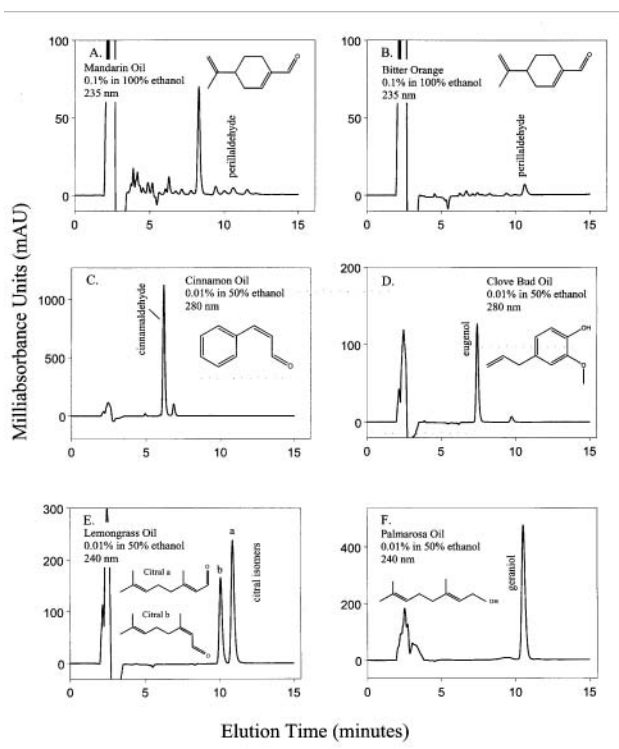 100
A.
Mandarin Oil
0.1% in 100% ethanol
235 nm
O
perillaldehyde
50
0
0
5
10
15
100
B.
Bitter Orange
0.1% in 100% ethanol
235 nm
O
perillaldehyde
50
0
0
5
10
15
Milliabsorbance Units (mAU)
C.
Cinnamon Oil
0.01% in 50% ethanol
280 nm
cinnamaldehyde
O
1000
500
0
0
5
10
15
200
D.
Clove Bud Oil
0.01% in 50% ethanol
280 nm
eugenol
OH
O
100
0
0
5
10
15
300
E.
Lemongrass Oil
0.01% in 50% ethanol
240 nm
a
b
citral isomers
Citral a
O
Citral b
O
200
100
0
0
5
10
15
F.
Palmarosa Oil
0.01% in 50% ethanol
240 nm
geraniol
OH
400
200
0
0
5
10
15
Elution Time (minutes)